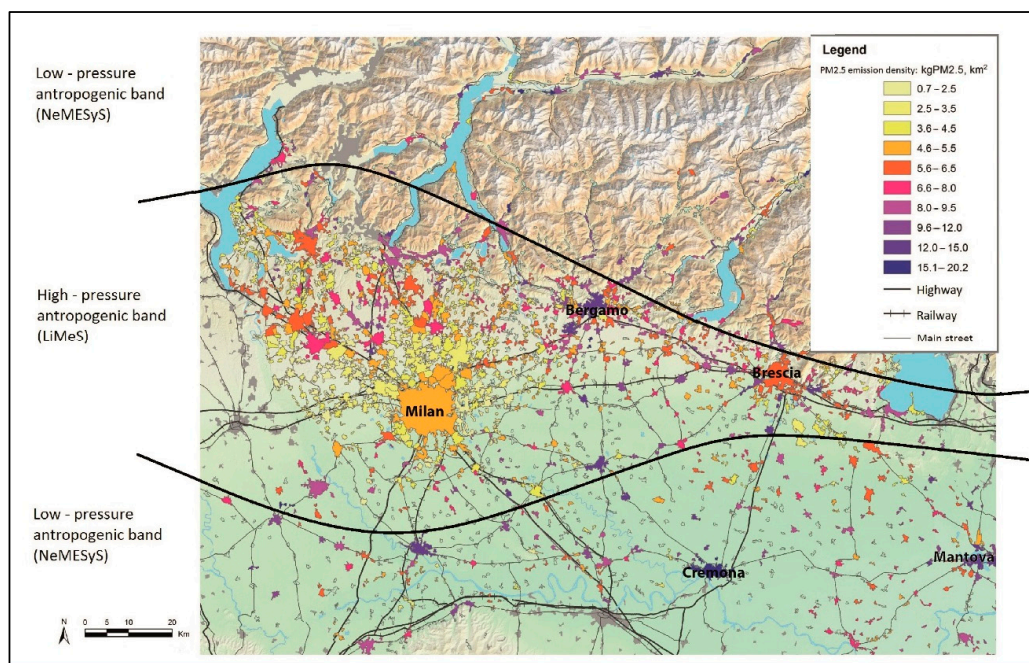 Low - pressure
antropogenic band
(NeMESyS)
High - pressure
antropogenic band
(LiMeS)
Low - pressure
antropogenic band
(NeMESyS)
Legend
PM2.5 emission density: kgPM2.5, km²
0.7 – 2.5
2.5 – 3.5
3.6 – 4.5
4.6 – 5.5
5.6 – 6.5
6.6 – 8.0
8.0 – 9.5
9.6 – 12.0
12.0 – 15.0
15.1 – 20.2
Highway
Railway
Main street
Bergamo
Brescia
Milan
Cremona
Mantova
N
0 5 10 20
Km